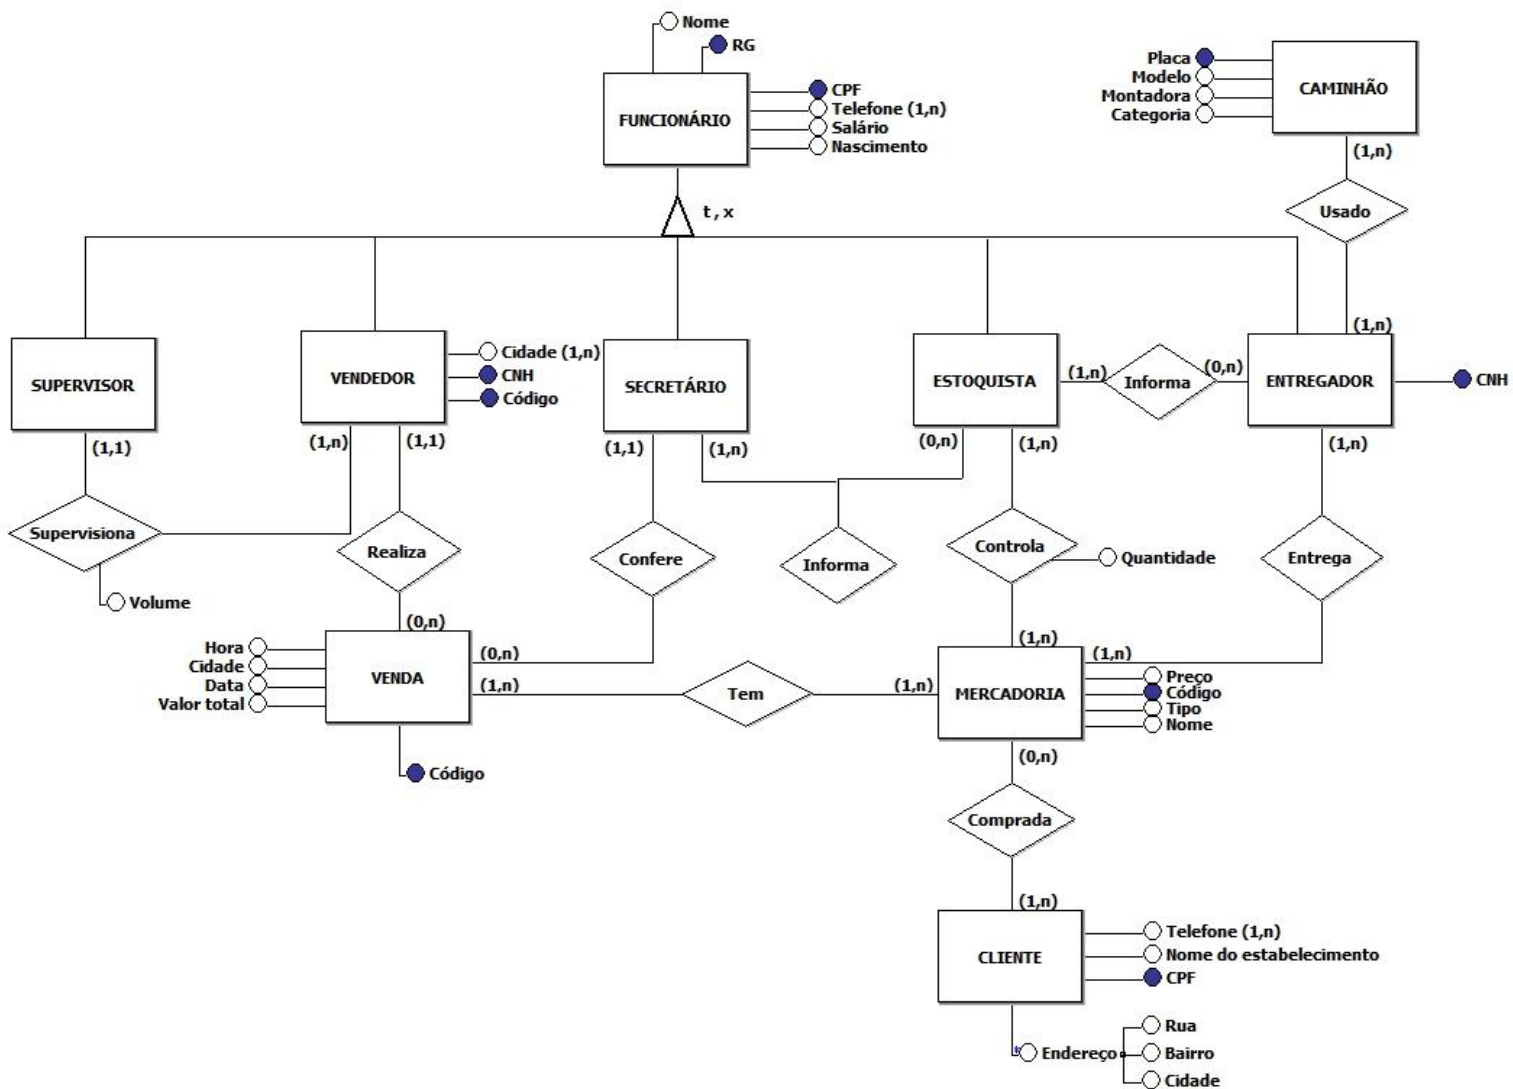 Nome
RG
FUNCIONÁRIO
CPF
Telefone (1,n)
Salário
Nascimento
t, x
Placa
Modelo
Montadora
Categoria
CAMINHÃO
(1,n)
Usado
(1,n)
SUPERVISOR
(1,1)
VENDEDOR
Cidade (1,n)
CNH
Código
(1,n)
(1,1)
SECRETÁRIO
(1,1)
(1,n)
ESTOQUISTA
(1,n)
Informa
(0,n)
(0,n)
(1,n)
ENTREGADOR
CNH
(1,n)
Supervisiona
Volume
Realiza
(0,n)
Confere
Informa
Controla
Quantidade
Entrega
Hora
Cidade
Data
Valor total
VENDA
(0,n)
(1,n)
Código
Tem
(1,n)
(1,n)
(1,n)
MERCADORIA
Preço
Código
Tipo
Nome
(0,n)
Comprada
(1,n)
CLIENTE
Telefone (1,n)
Nome do estabelecimento
CPF
* Endereço
Rua
Bairro
Cidade